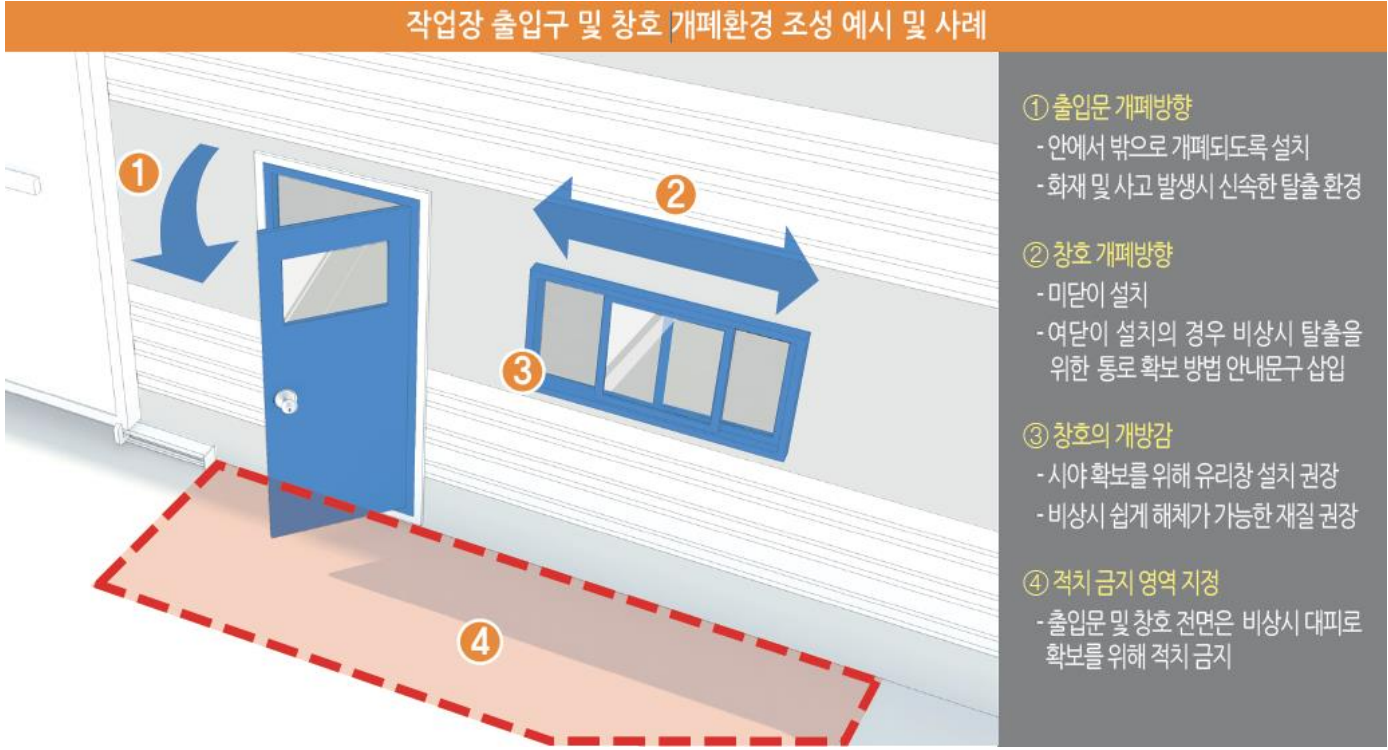 작업장 출입구 및 창호 개폐환경 조성 예시 및 사례
1
2
3
4
① 출입문 개폐방향
- 안에서 밖으로 개폐되도록 설치
- 화재 및 사고 발생시 신속한 탈출 환경
② 창호 개폐방향
- 미닫이 설치
- 여닫이 설치의 경우 비상시 탈출을
위한 통로 확보 방법 안내문구 삽입
③ 창호의 개방감
- 시야 확보를 위해 유리창 설치 권장
- 비상시 쉽게 해체가 가능한 재질 권장
④ 적치 금지 영역 지정
- 출입문 및 창호 전면은 비상시 대피로
확보를 위해 적치 금지